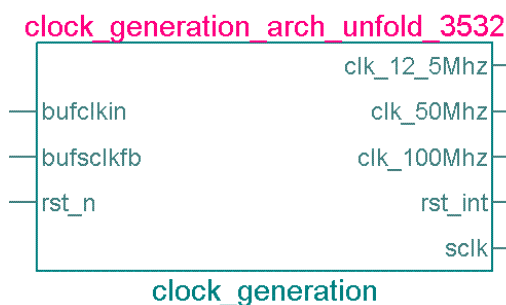 clock_generation_arch_unfold_3532
clk_12_5Mhz
bufclkin clk_50Mhz
bufsclkfb clk_100Mhz
rst_n rst_int
sclk
clock_generation